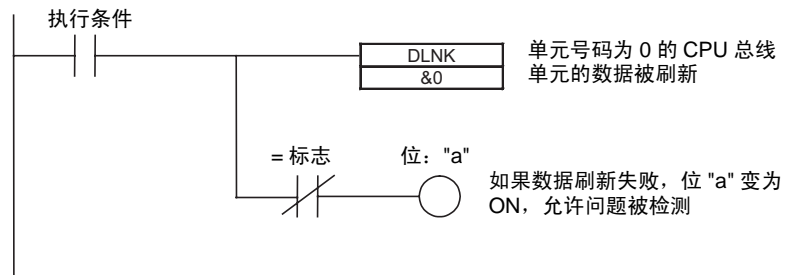 执行条件
DLNK
&0
单元号码为 0 的 CPU 总线
单元的数据被刷新
= 标志
位："a"
如果数据刷新失败，位 "a" 变为
ON，允许问题被检测